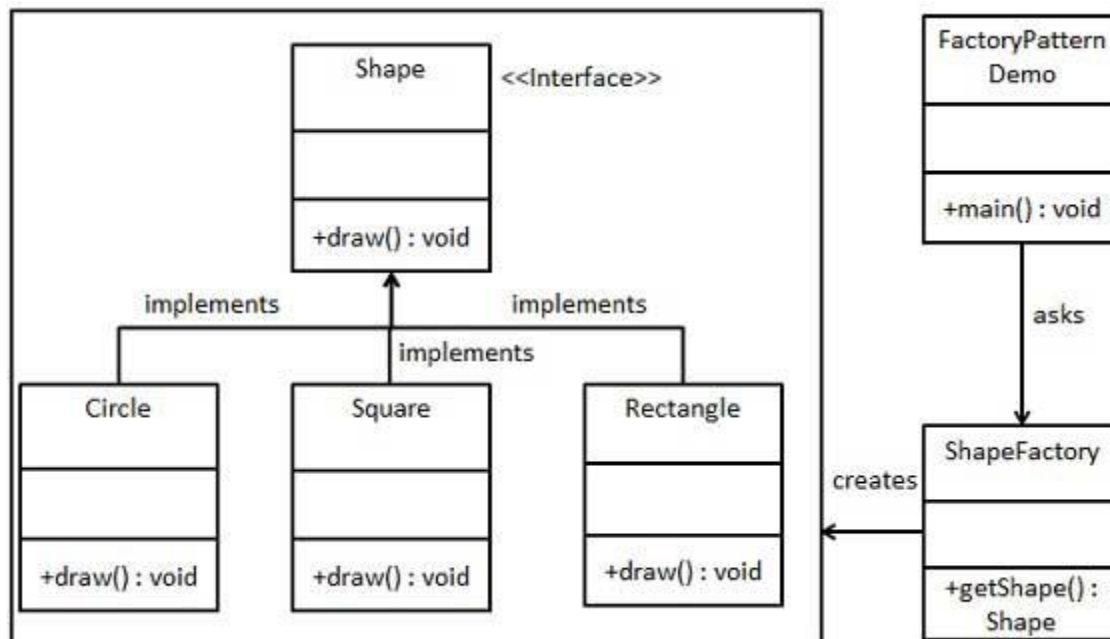 Shape
<<Interface>>
+draw() : void
implements
implements
implements
Circle
+draw() : void
Square
+draw() : void
Rectangle
+draw() : void
FactoryPattern
Demo
+main() : void
asks
ShapeFactory
+getShape() :
Shape
creates